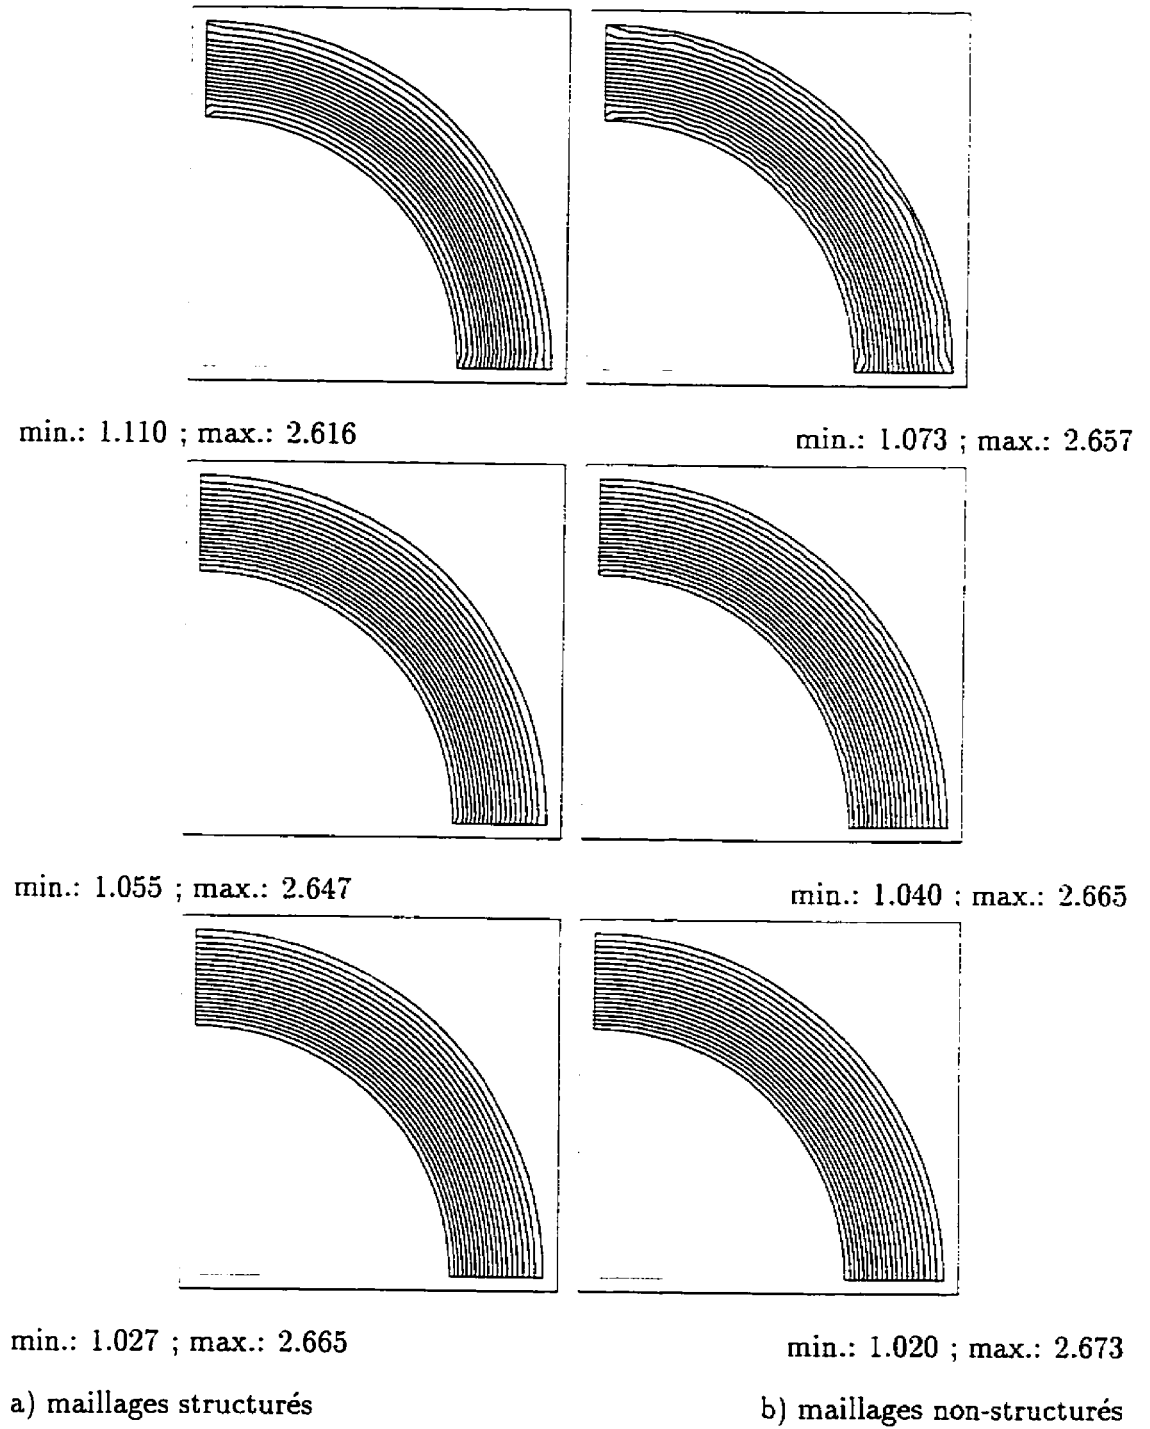 min.: 1.110 ; max.: 2.616
min.: 1.073 ; max.: 2.657
min.: 1.055 ; max.: 2.647
min.: 1.040 ; max.: 2.665
min.: 1.027 ; max.: 2.665
min.: 1.020 ; max.: 2.673
a) maillages structurés
b) maillages non-structurés